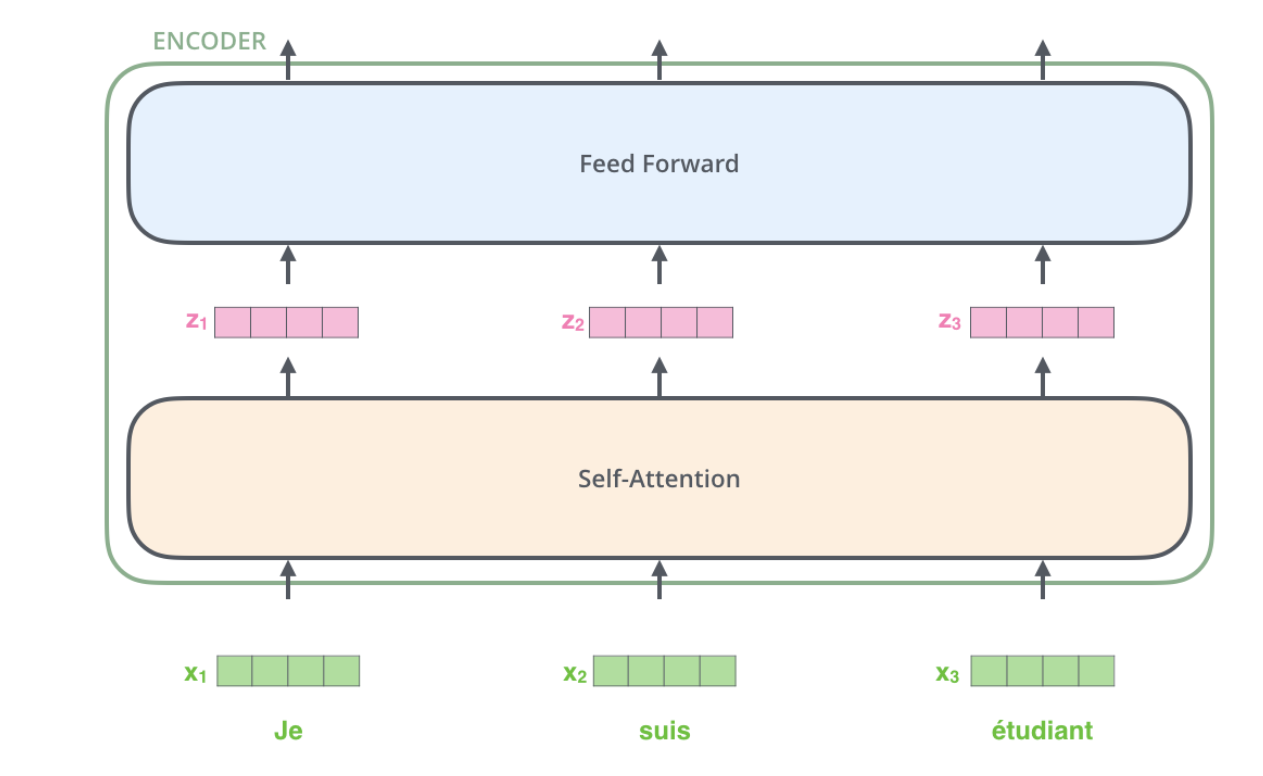 ENCODER
Feed Forward
z₁ z₂ z₃
Self-Attention
x₁ x₂ x₃
Je suis étudiant